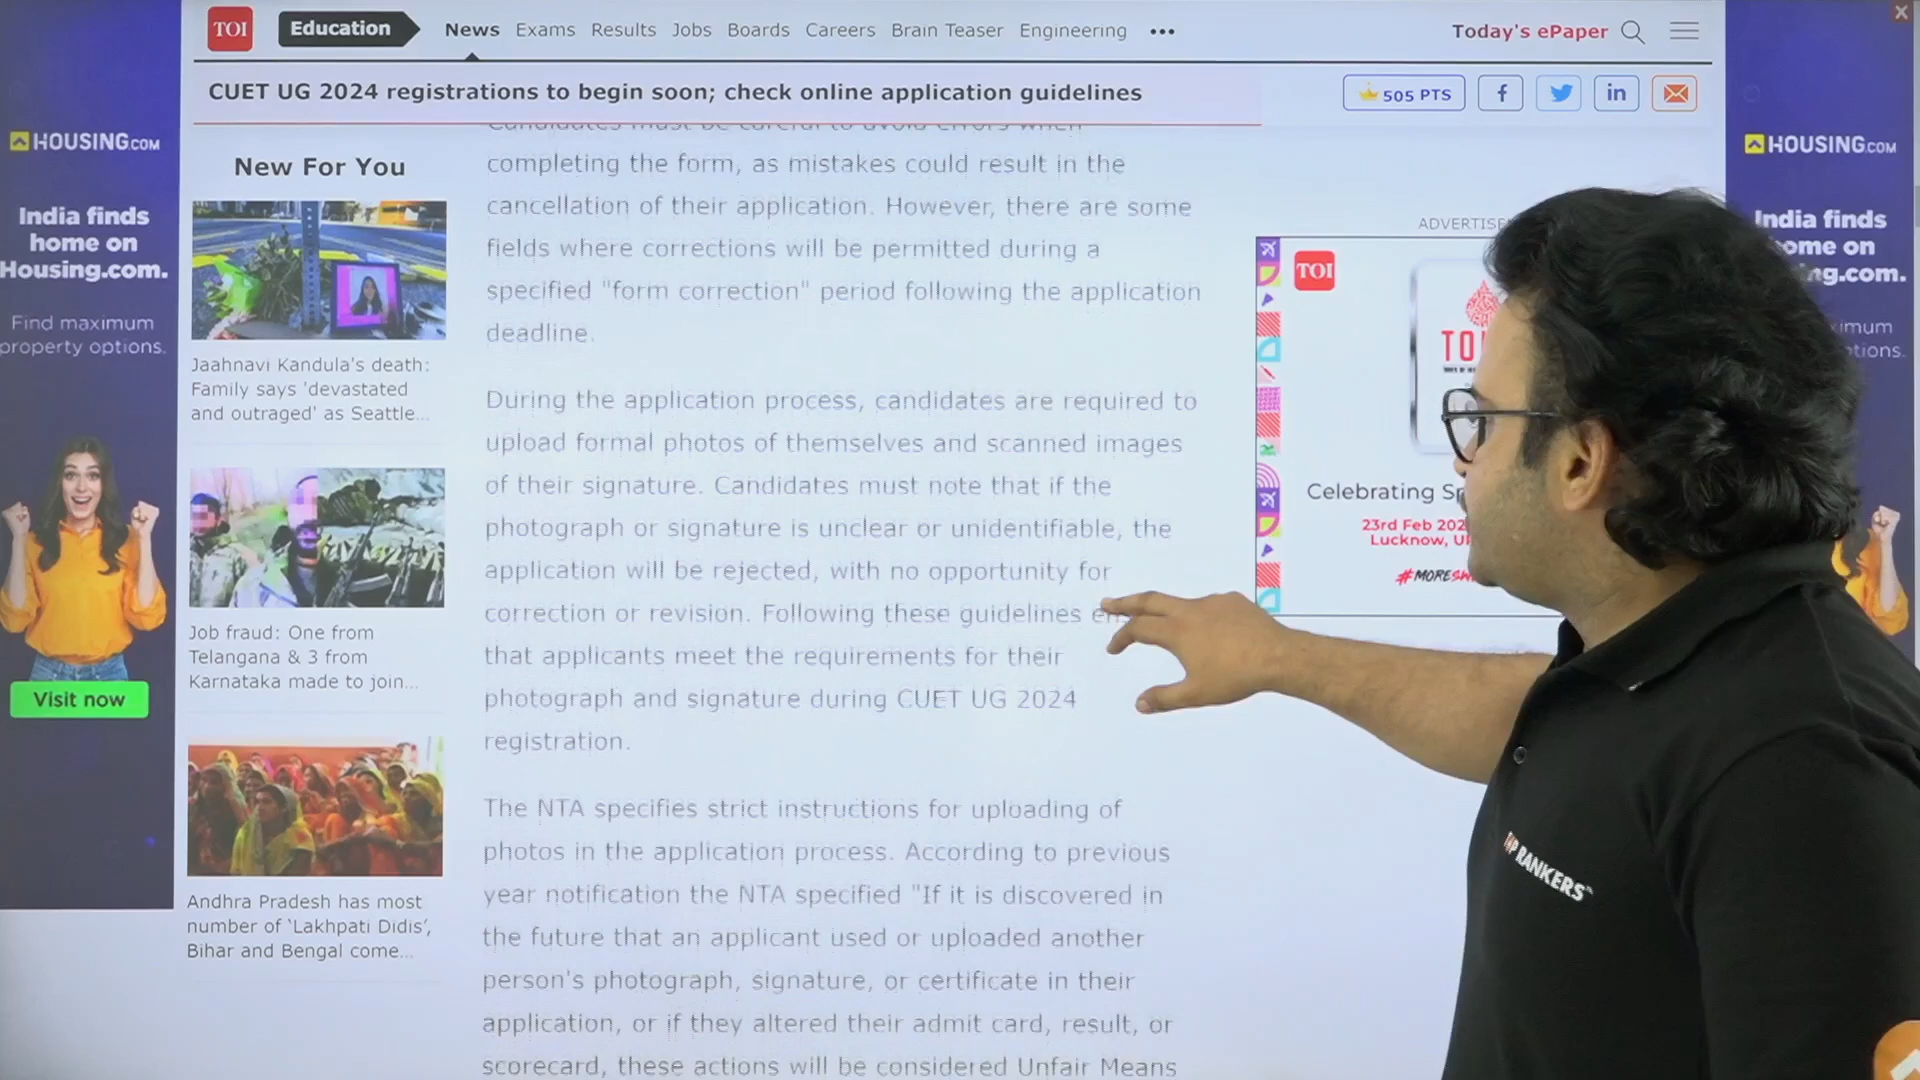 TOI
Education
News
Exams
Results
Jobs
Boards
Careers
Brain Teaser
Engineering
Today's ePaper
CUET UG 2024 registrations to begin soon; check online application guidelines
505 PTS
f
in
HOUSING.COM
India finds
home on
Housing.com.
Find maximum
property options.
Visit now
New For You
Jaahnavi Kandula's death:
Family says 'devastated
and outraged' as Seattle...
Job fraud: One from
Telangana & 3 from
Karnataka made to join...
Andhra Pradesh has most
number of 'Lakhpati Didis',
Bihar and Bengal come...
Candidates must be careful to avoid errors when
completing the form, as mistakes could result in the
cancellation of their application. However, there are some
fields where corrections will be permitted during a
specified "form correction" period following the application
deadline.
During the application process, candidates are required to
upload formal photos of themselves and scanned images
of their signature. Candidates must note that if the
photograph or signature is unclear or unidentifiable, the
application will be rejected, with no opportunity for
correction or revision. Following these guidelines
that applicants meet the requirements for their
photograph and signature during CUET UG 2024
registration.
The NTA specifies strict instructions for uploading of
photos in the application process. According to previous
year notification the NTA specified "If it is discovered in
the future that an applicant used or uploaded another
person's photograph, signature, or certificate in their
application, or if they altered their admit card, result, or
scorecard, these actions will be considered Unfair Means
TOI
Celebrating
23rd Feb
Lucknow,
HOUSING.COM
India finds
RANKERS